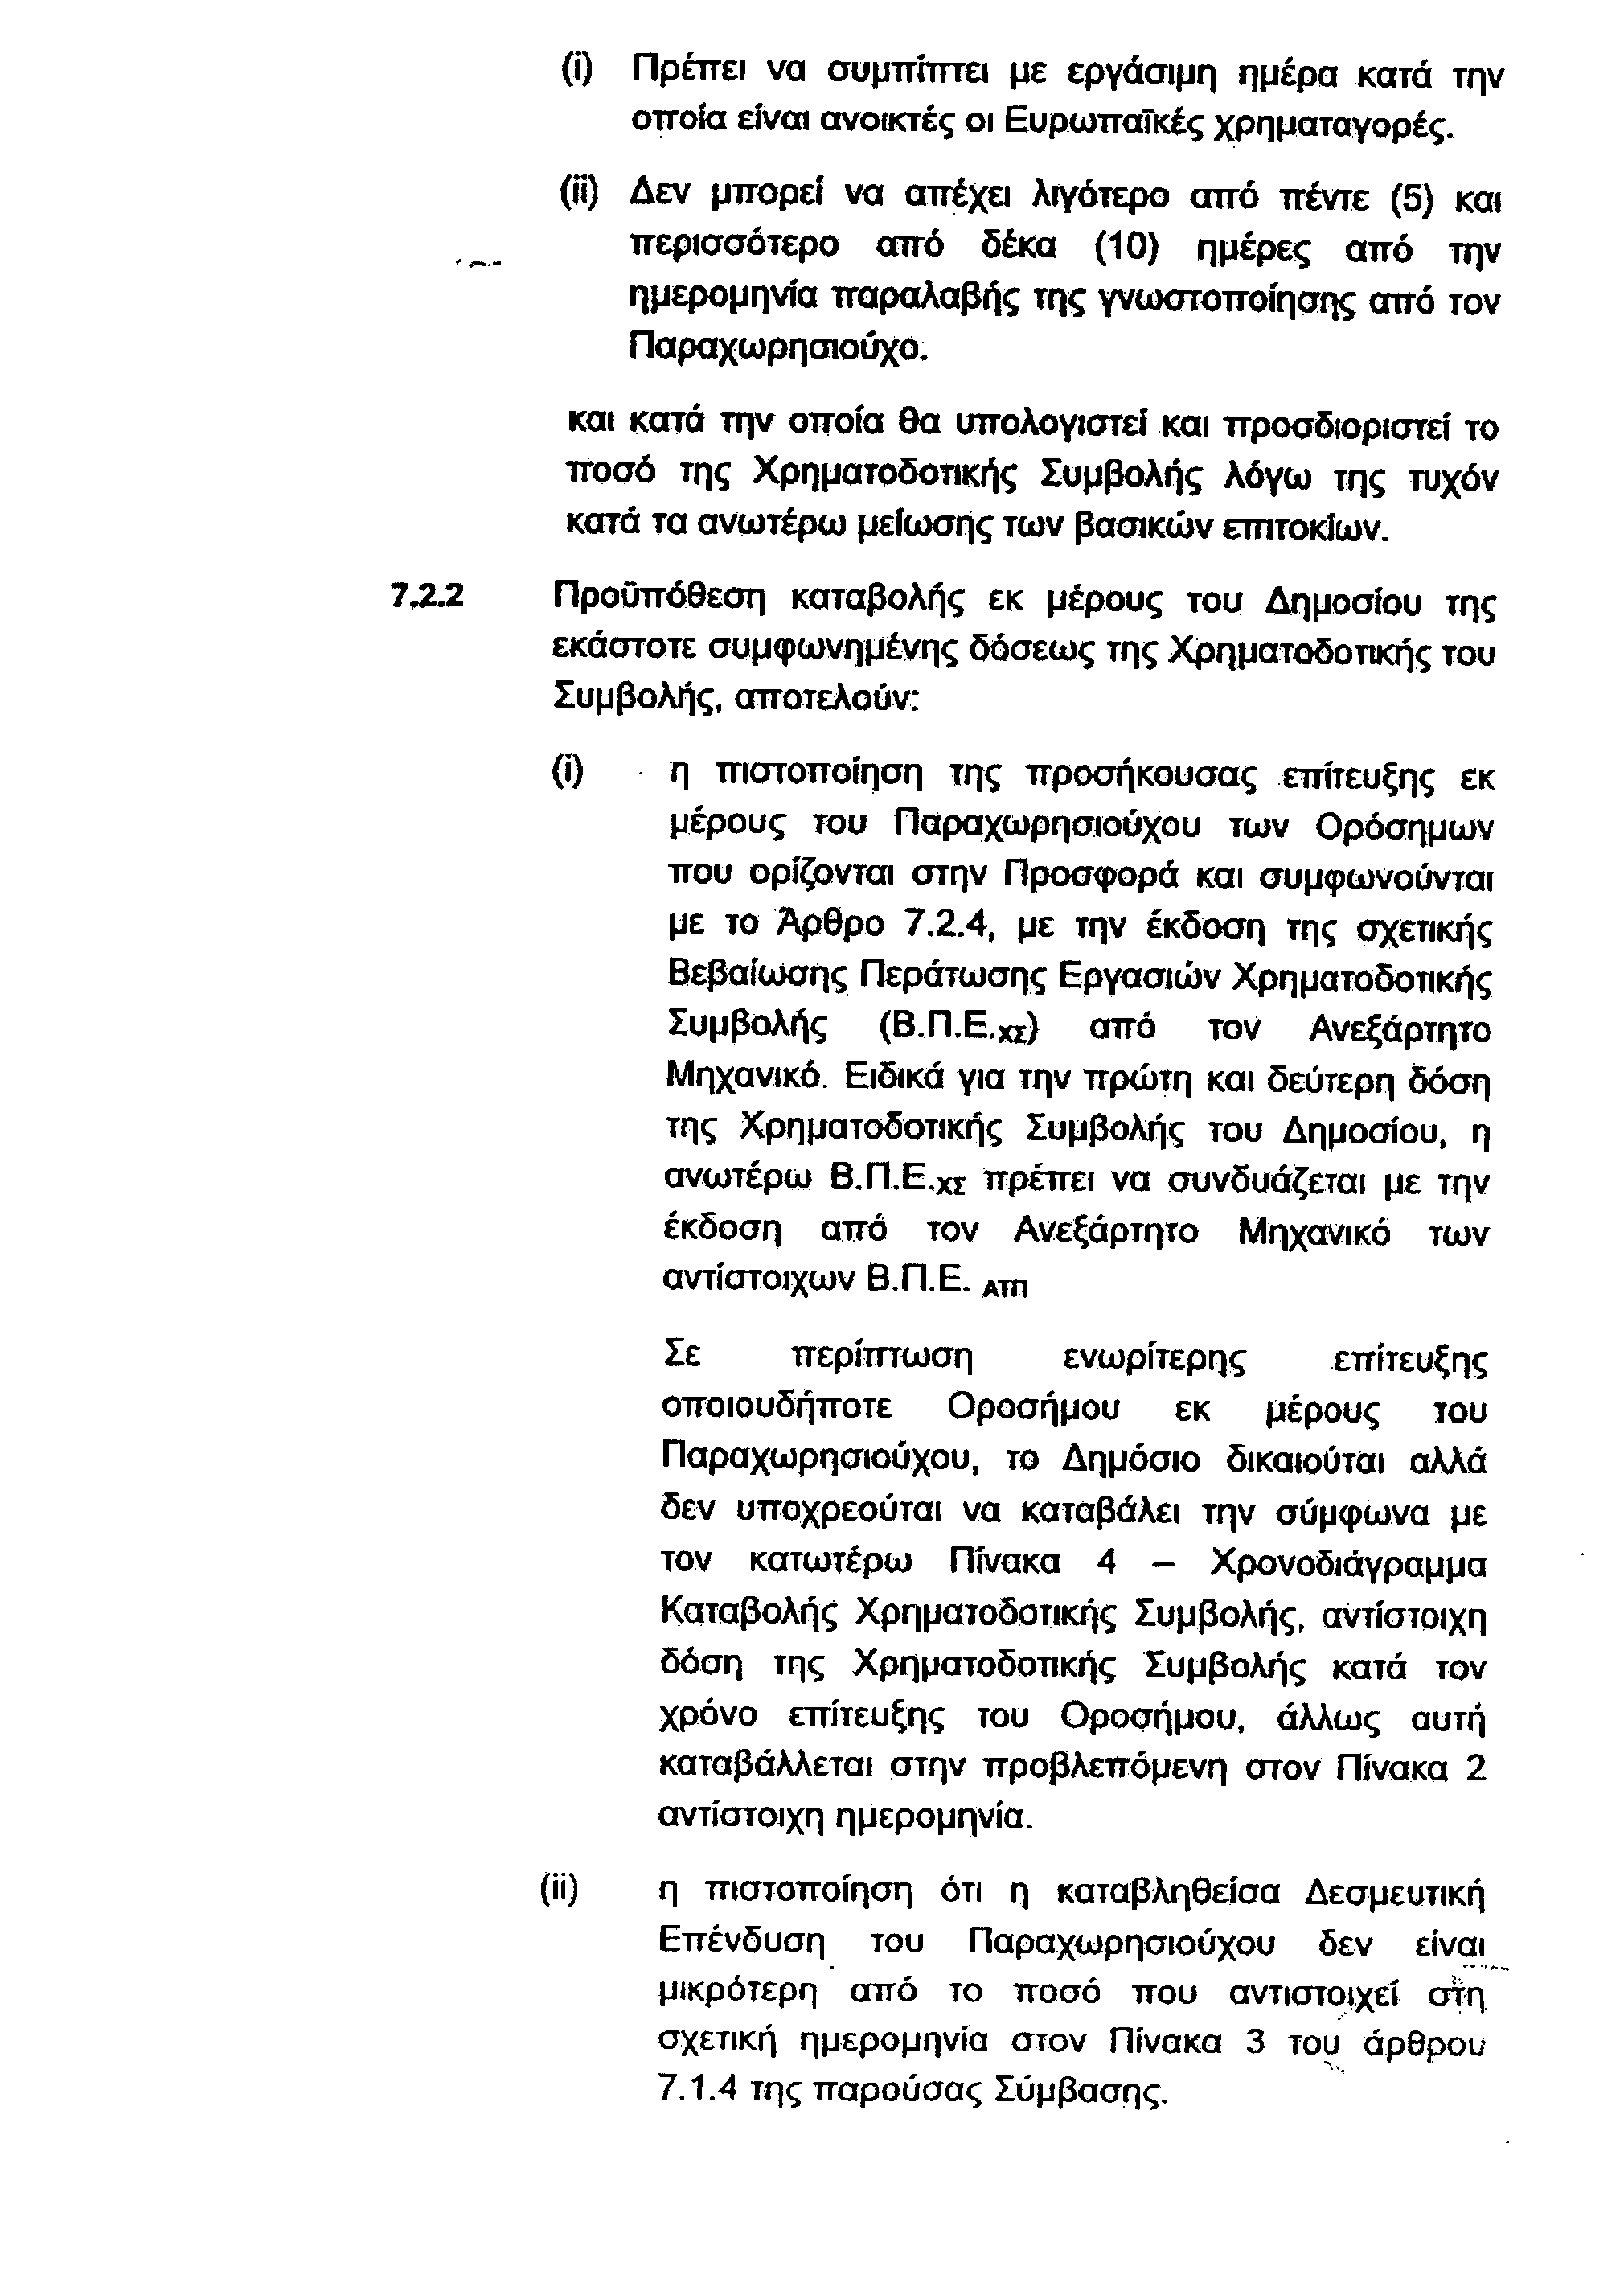 (i) Πρέπει να συμπίπτει με εργάσιμη ημέρα κατά την
οποία είναι ανοικτές οι Ευρωπαϊκές χρηματαγορές.
(ii) Δεν μπορεί να απέχει λιγότερο από πέντε (5) και
περισσότερο από δέκα (10) ημέρες από την
ημερομηνία παραλαβής της γνωστοποίησης από τον
Παραχωρησιούχο.
και κατά την οποία θα υπολογιστεί και προσδιοριστεί το
ποσό της Χρηματοδοτικής Συμβολής λόγω της τυχόν
κατά τα ανωτέρω μείωσης των βασικών επιτοκίων.
7.2.2 Προϋπόθεση καταβολής εκ μέρους του Δημοσίου της
εκάστοτε συμφωνημένης δόσεως της Χρηματοδοτικής του
Συμβολής, αποτελούν:
(i) η πιστοποίηση της προσήκουσας επίτευξης εκ
μέρους του Παραχωρησιούχου των Ορόσημων
που ορίζονται στην Προσφορά και συμφωνούνται
με το Άρθρο 7.2.4, με την έκδοση της σχετικής
Βεβαίωσης Περάτωσης Εργασιών Χρηματοδοτικής
Συμβολής (Β.Π.Ε.ΧΣ) από τον Ανεξάρτητο
Μηχανικό. Ειδικά για την πρώτη και δεύτερη δόση
της Χρηματοδοτικής Συμβολής του Δημοσίου, η
ανωτέρω Β.Π.Ε.ΧΣ πρέπει να συνδυάζεται με την
έκδοση από τον Ανεξάρτητο Μηχανικό των
αντίστοιχων Β.Π.Ε. ΑΤΠ
Σε περίπτωση ενωρίτερης επίτευξης
οποιουδήποτε Οροσήμου εκ μέρους του
Παραχωρησιούχου, το Δημόσιο δικαιούται αλλά
δεν υποχρεούται να καταβάλει την σύμφωνα με
τον κατωτέρω Πίνακα 4 – Χρονοδιάγραμμα
Καταβολής Χρηματοδοτικής Συμβολής, αντίστοιχη
δόση της Χρηματοδοτικής Συμβολής κατά τον
χρόνο επίτευξης του Οροσήμου, άλλως αυτή
καταβάλλεται στην προβλεπόμενη στον Πίνακα 2
αντίστοιχη ημερομηνία.
(ii) η πιστοποίηση ότι η καταβληθείσα Δεσμευτική
Επένδυση του Παραχωρησιούχου δεν είναι
μικρότερη από το ποσό που αντιστοιχεί στη
σχετική ημερομηνία στον Πίνακα 3 του άρθρου
7.1.4 της παρούσας Σύμβασης.